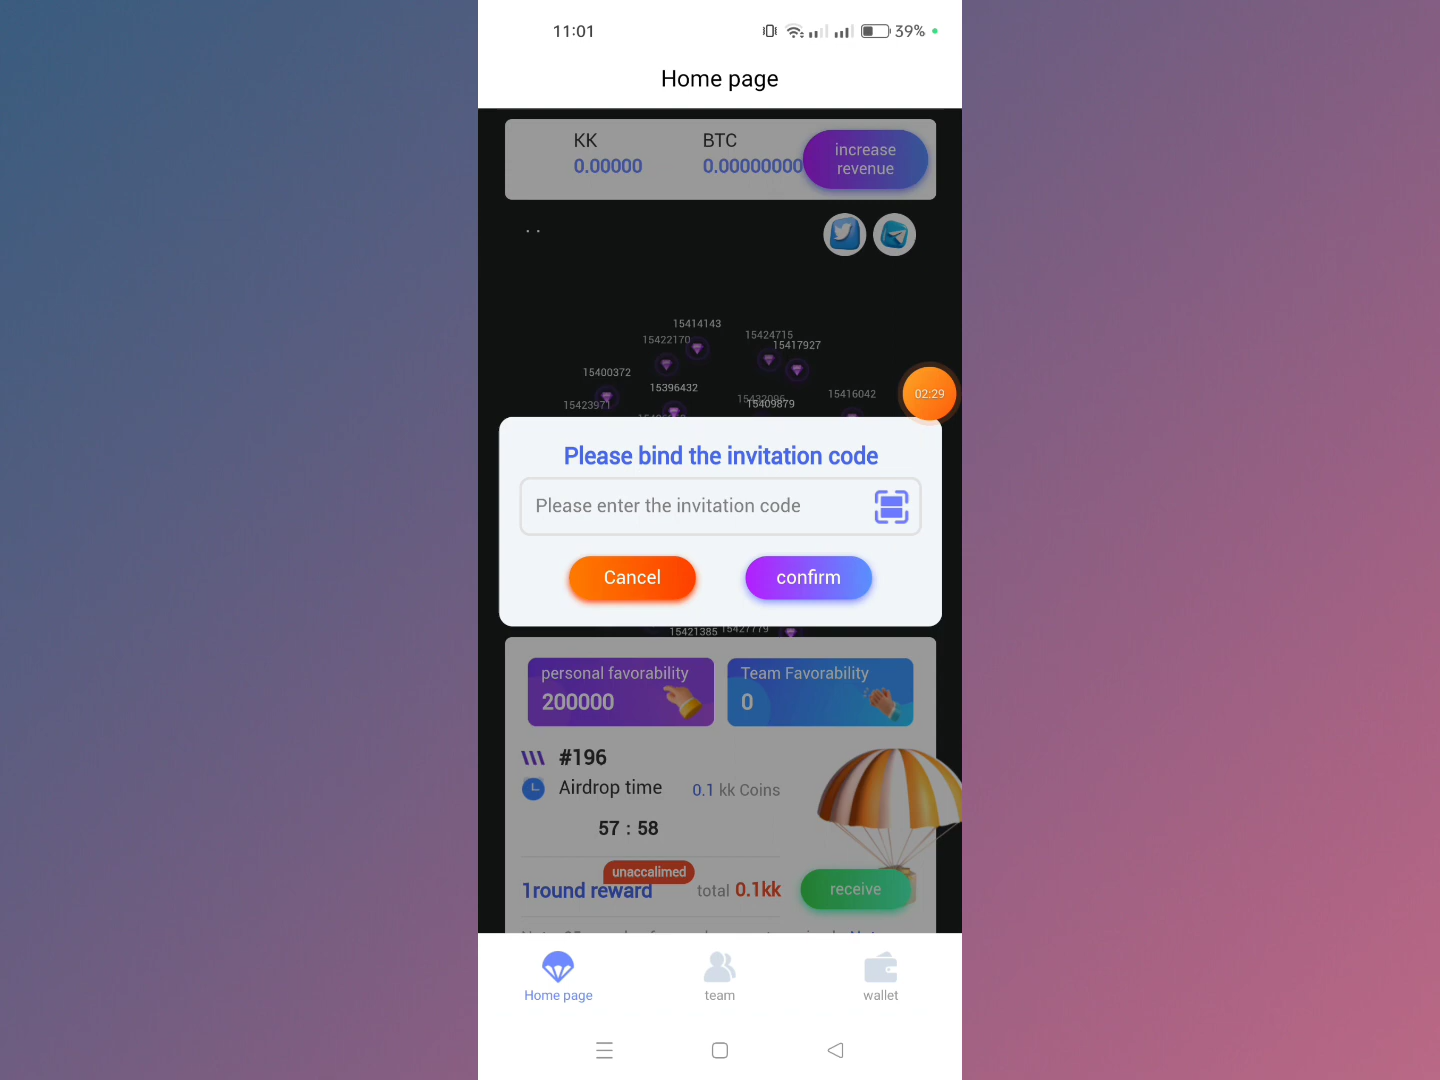 11:01
39%
Home page
KK
BTC
increase
revenue
0.00000
0.00000000
15414143
15424715
15422170
15417927
15400372
15396432
15416042
02:29
15423971
15409879
Please bind the invitation code
Please enter the invitation code
Cancel
confirm
15421385
15427779
personal favorability
Team Favorability
200000
0
#196
Airdrop time
0.1 kk Coins
57 : 58
unaccalimed
1round reward
total 0.1kk
receive
Home page
team
wallet